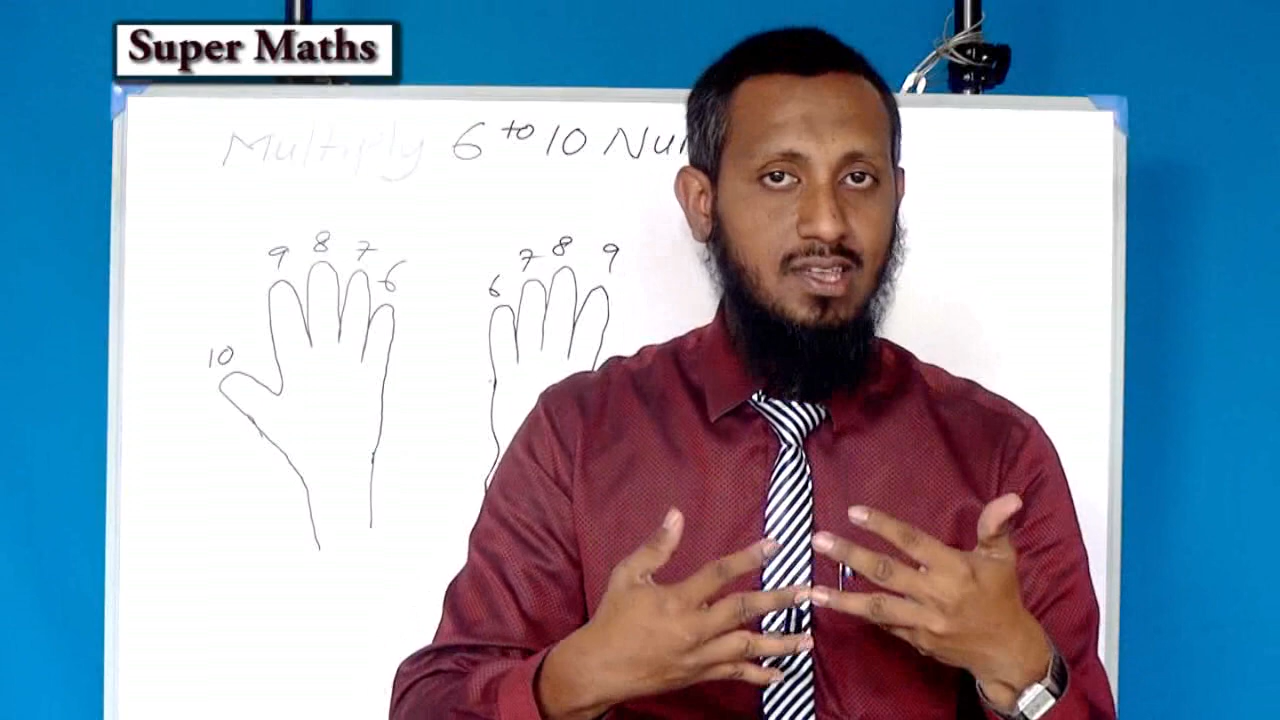 Super Maths
Multiply 6 to 10
9 8 7 6
6 7 8 9
10